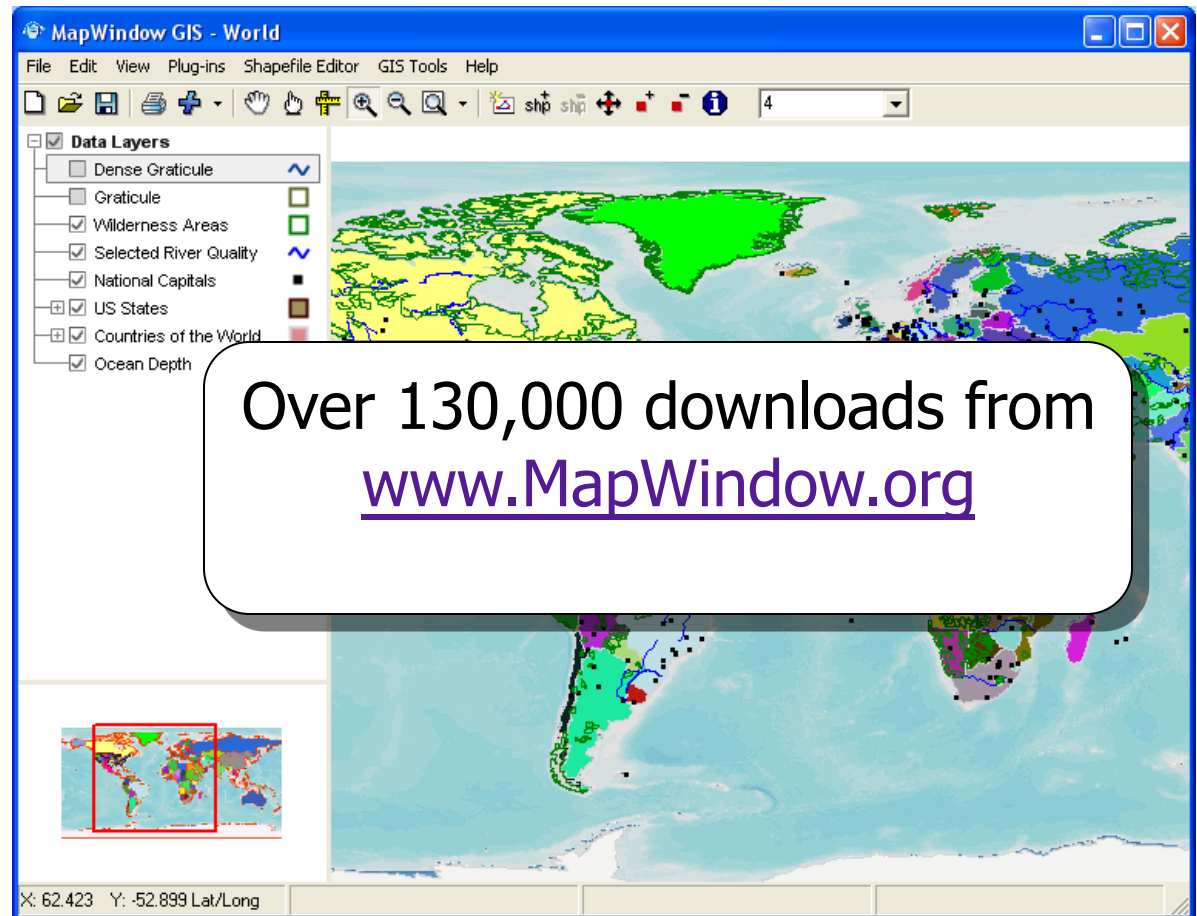 MapWindow GIS - World
File Edit View Plug-ins Shapefile Editor GIS Tools Help
shp shp 4
Data Layers
Dense Graticule
Graticule
Wilderness Areas
Selected River Quality
National Capitals
US States
Countries of the World
Ocean Depth
Over 130,000 downloads from
www.MapWindow.org
X: 62.423 Y: -52.899 Lat/Long